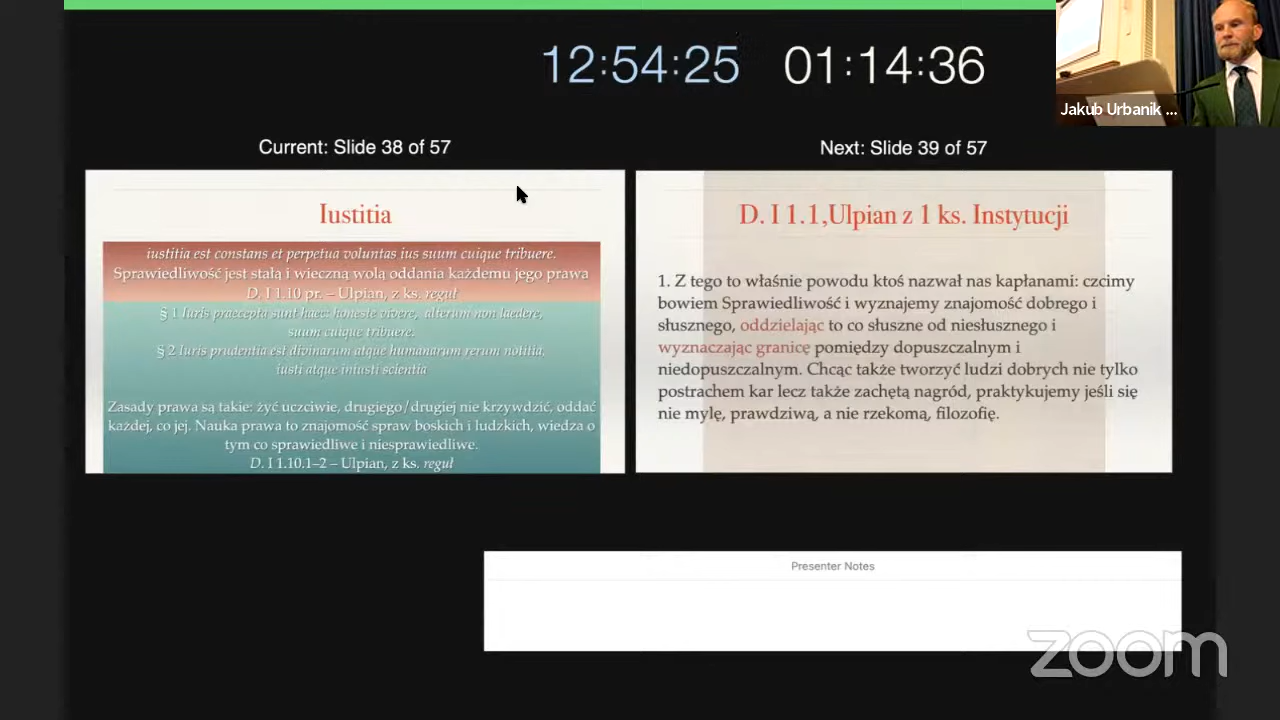 12:54:25 01:14:36
Jakub Urbanik ...
Current: Slide 38 of 57
Next: Slide 39 of 57
Iustitia
iustitia est constans et perpetua voluntas ius suum cuique tribuere.
Sprawiedliwość jest stałą i wieczną wolą oddania każdemu jego prawa
D. I 1.10 pr. – Ulpian, z ks. reguł
§ 1 Iuris praecepta sunt haec: honeste vivere, alterum non laedere,
suum cuique tribuere.
§ 2 Iuris prudentia est divinarum atque humanarum rerum notitia,
iusti atque iniusti scientia
Zasady prawa są takie: żyć uczciwie, drugiego/drugiej nie krzywdzić, oddać
każdej, co jej. Nauka prawa to znajomość spraw boskich i ludzkich, wiedza o
tym co sprawiedliwe i niesprawiedliwe.
D. I 1.10.1–2 – Ulpian, z ks. reguł
D. I 1.1,Ulpian z 1 ks. Instytucji
1. Z tego to właśnie powodu ktoś nazwał nas kapłanami: czcimy
bowiem Sprawiedliwość i wyznajemy znajomość dobrego i
słusznego, oddzielając to co słuszne od niesłusznego i
wyznaczając granicę pomiędzy dopuszczalnym i
niedopuszczalnym. Chcąc także tworzyć ludzi dobrych nie tylko
postrachem kar lecz także zachętą nagród, praktykujemy jeśli się
nie mylę, prawdziwą, a nie rzekomą, filozofię.
Presenter Notes
zoom